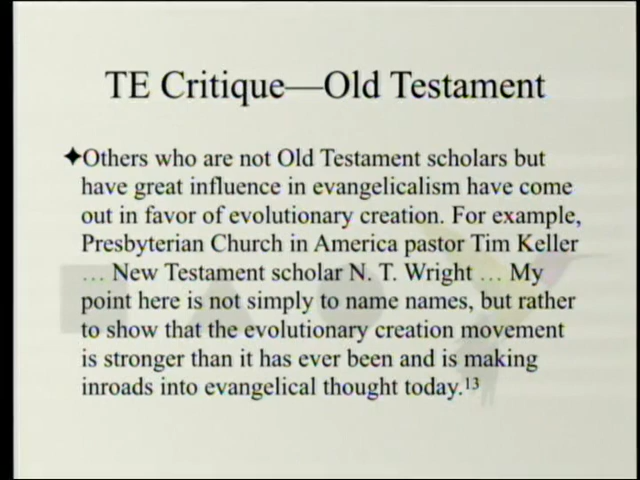 TE Critique—Old Testament
✦Others who are not Old Testament scholars but
have great influence in evangelicalism have come
out in favor of evolutionary creation. For example,
Presbyterian Church in America pastor Tim Keller
… New Testament scholar N. T. Wright … My
point here is not simply to name names, but rather
to show that the evolutionary creation movement
is stronger than it has ever been and is making
inroads into evangelical thought today.¹³